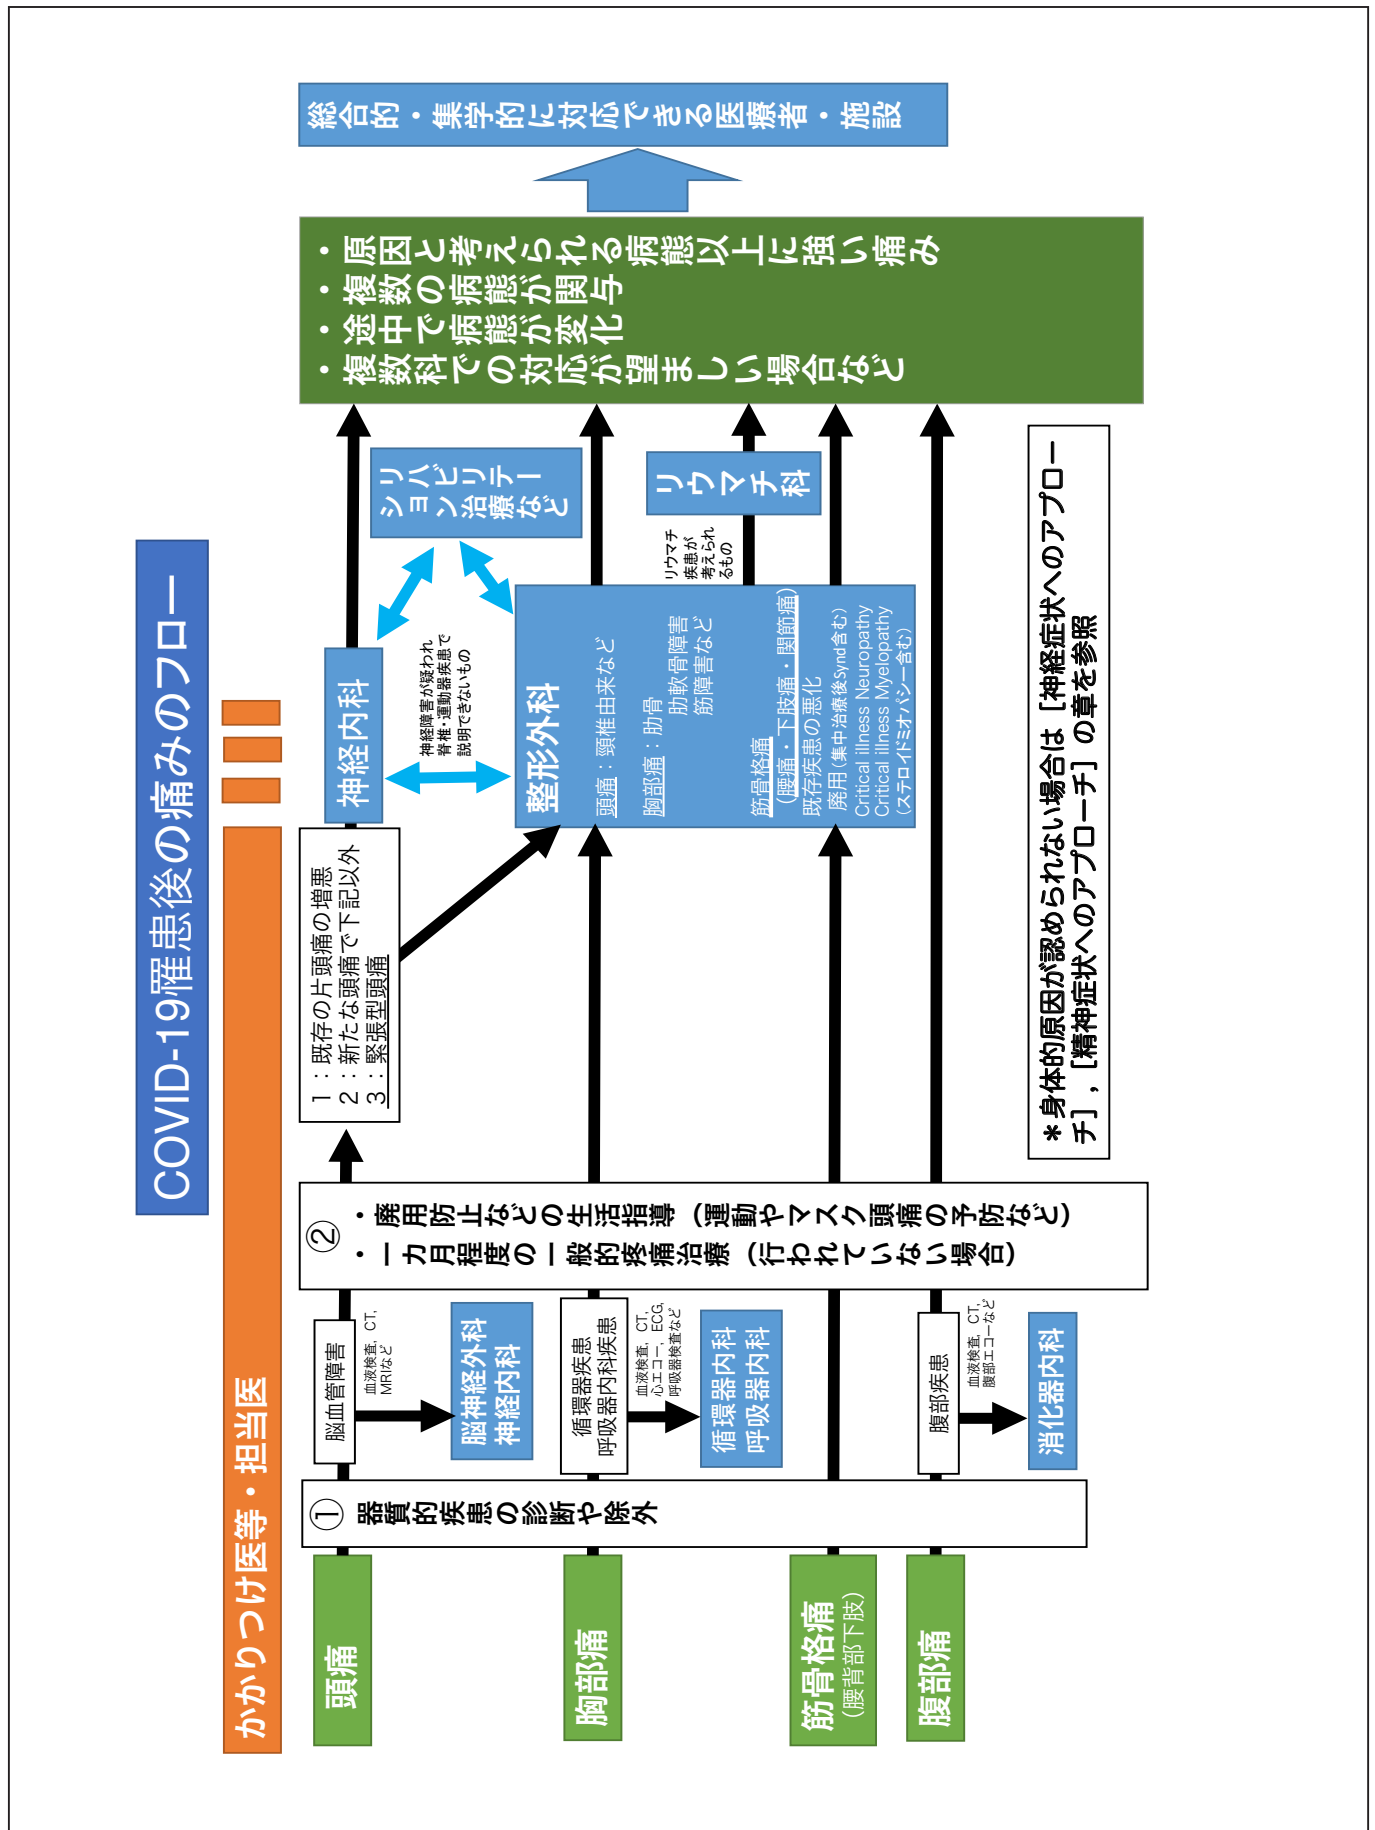 COVID-19罹患後の痛みのフロー
かかりつけ医等・担当医
頭痛
胸部痛
筋骨格痛
（腰背部下肢）
腹部痛
① 器質的疾患の診断や除外
脳血管障害
血液検査，CT，
MRIなど
脳神経外科
神経内科
循環器疾患
呼吸器内科疾患
血液検査，CT，
心エコー，ECG，
呼吸器検査など
循環器内科
呼吸器内科
腹部疾患
血液検査，CT，
腹部エコーなど
消化器内科
② ・廃用防止などの生活指導（運動やマスク頭痛の予防など）
・一カ月程度の一般的疼痛治療（行われていない場合）
1：既存の片頭痛の増悪
2：新たな頭痛で下記以外
3：緊張型頭痛
神経内科
神経障害が疑われ
脊椎・運動器疾患で
説明できないもの
リハビリテー
ション治療など
整形外科
頭痛：頸椎由来など
胸部痛：肋骨
肋軟骨障害
筋障害など
筋骨格痛
（腰痛・下肢痛・関節痛）
既存疾患の悪化
廃用（集中治療後Synd含む）
Critical illness Neuropathy
Critical illness Myelopathy
（ステロイドミオパシー含む）
リウマチ
疾患が
考えられ
るもの
リウマチ科
・原因と考えられる病態以上に強い痛み
・複数の病態が関与
・途中で病態が変化
・複数科での対応が望ましい場合など
総合的・集学的に対応できる医療者・施設
＊身体的原因が認められない場合は［神経症状へのアプロー
チ］，［精神症状へのアプローチ］の章を参照